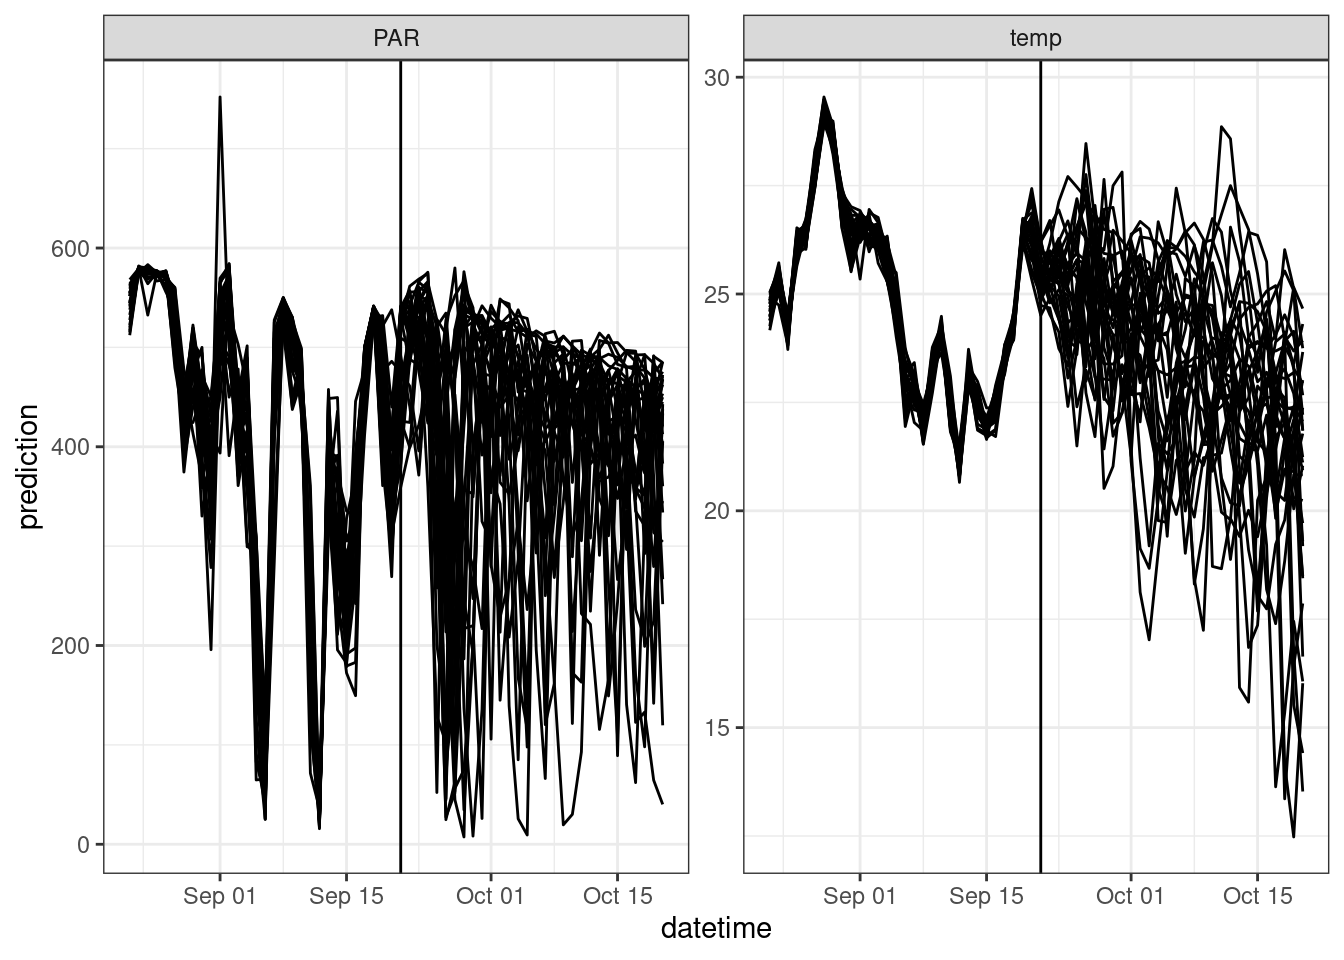 PAR
temp
prediction
600
400
200
0
30
25
20
15
Sep 01
Sep 15
Oct 01
Oct 15
Sep 01
Sep 15
Oct 01
Oct 15
datetime